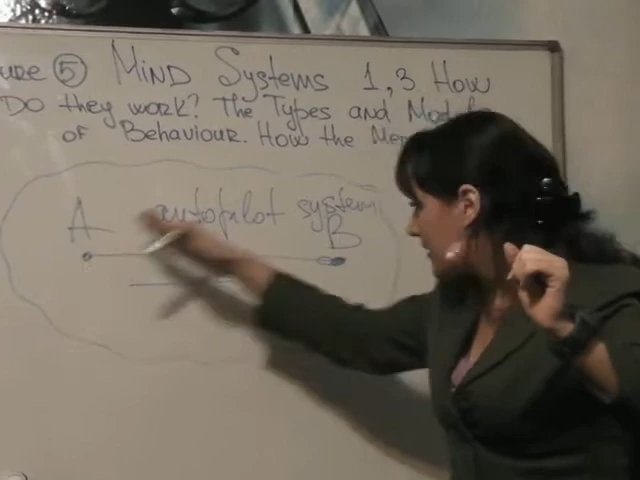 ure 5 Mind Systems 1,3 How
Do they work? The Types and
of Behaviour. How the
A autopilot system
B